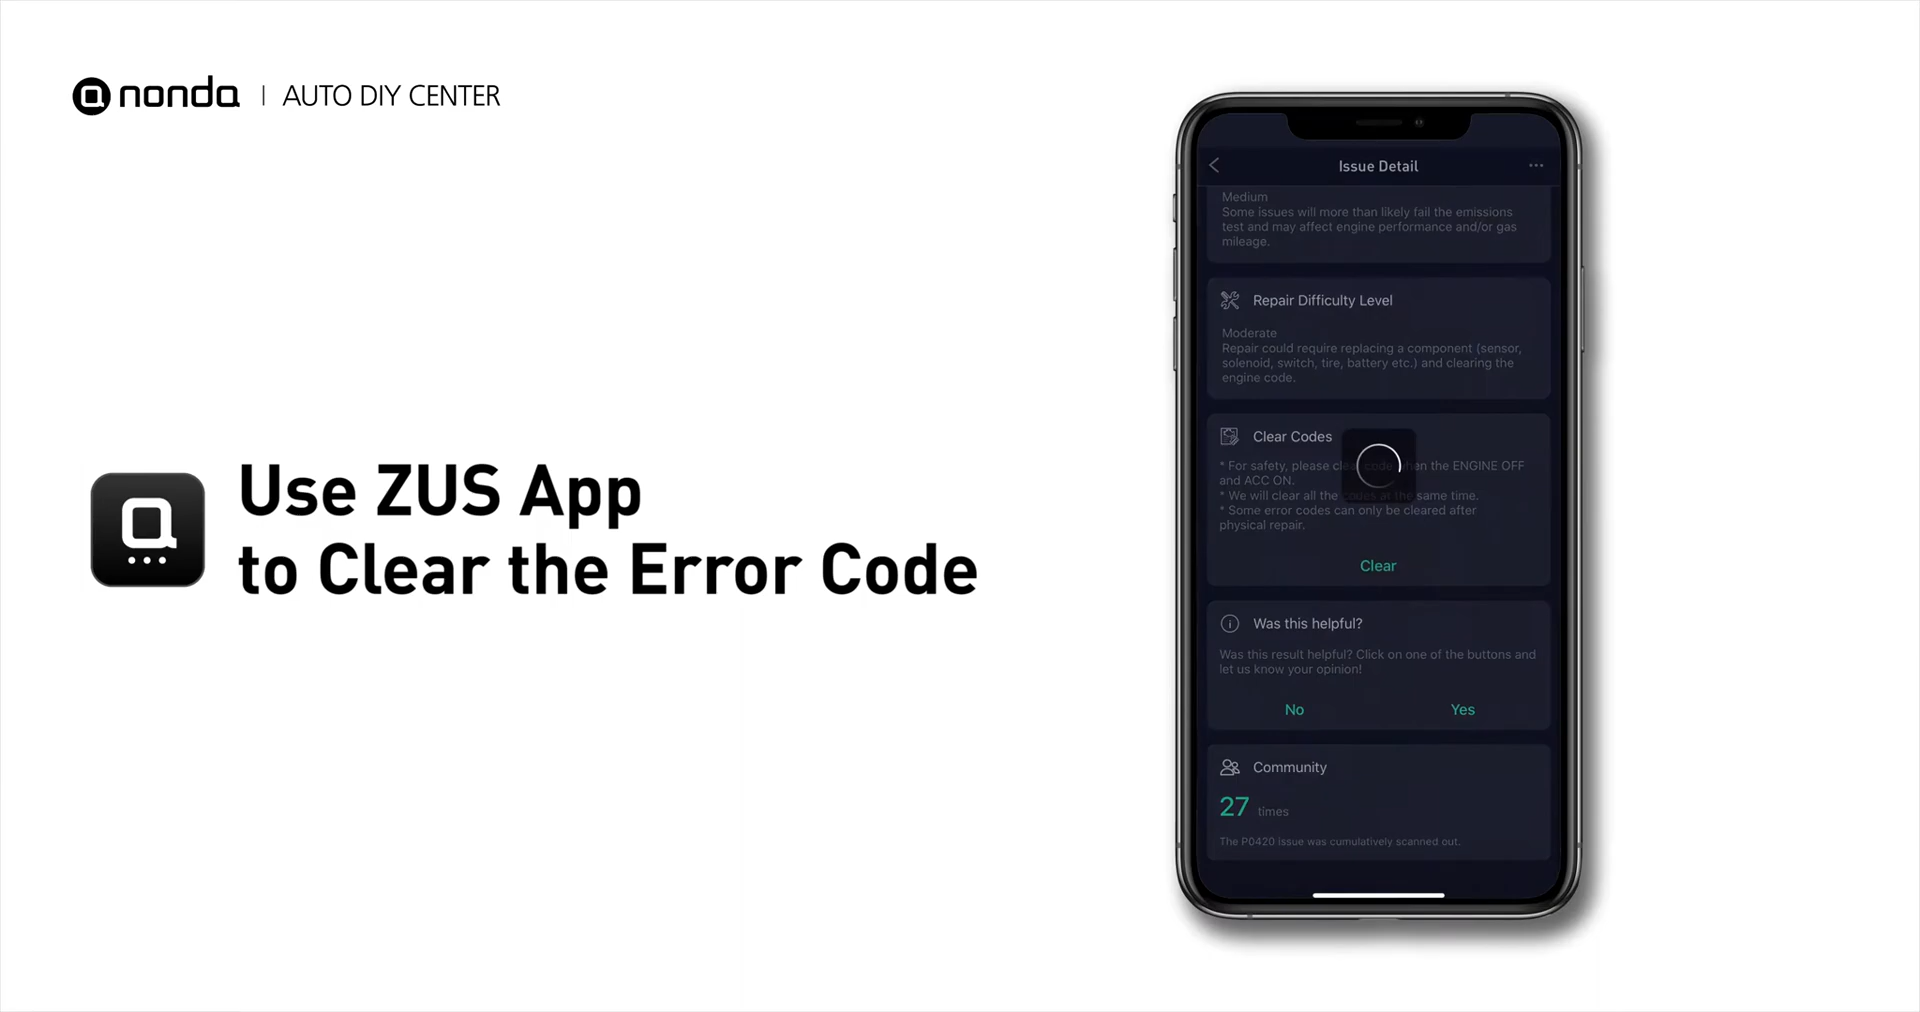 nonda | AUTO DIY CENTER
Use ZUS App
to Clear the Error Code
Issue Detail
Medium
Some issues will more than likely fail the emissions
test and may affect engine performance and/or gas
mileage.
Repair Difficulty Level
Moderate
Repair could require replacing a component (sensor,
solenoid, switch, tire, battery etc.) and clearing the
engine code.
Clear Codes
* For safety, please clear code when the ENGINE OFF
and ACC ON.
* We will clear all the codes at the same time.
* Some error codes can only be cleared after
physical repair.
Clear
Was this helpful?
Was this result helpful? Click on one of the buttons and
let us know your opinion!
No Yes
Community
27 times
The P0420 issue was cumulatively scanned out.